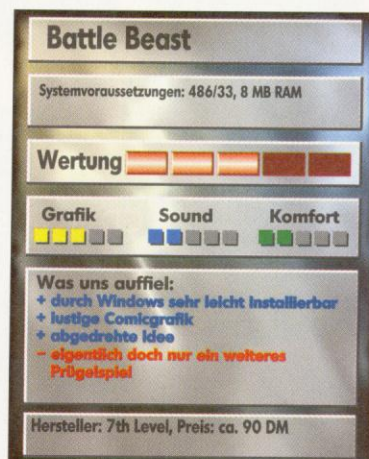 Battle Beast
Systemvoraussetzungen: 486/33, 8 MB RAM
Wertung
Grafik Sound Komfort
Was uns auffiel:
+ durch Windows sehr leicht installierbar
+ lustige Comicgrafik
+ abgedrehte Idee
– eigentlich doch nur ein weiteres
Prügelspiel
Hersteller: 7th Level, Preis: ca. 90 DM